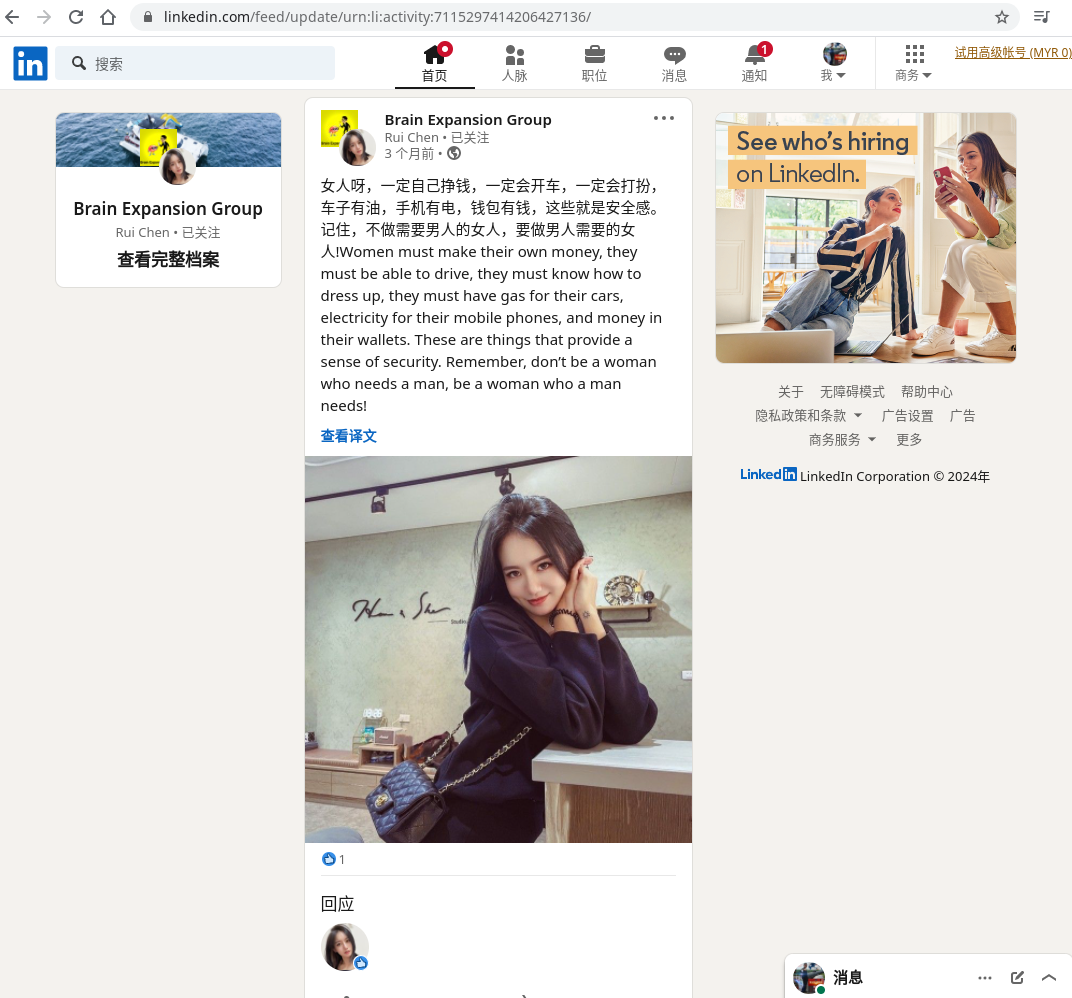 linkedin.com/feed/update/urn:li:activity:7115297414206427136/
in
搜索
首页
人脉
职位
消息
1
通知
我
商务
试用高级帐号 (MYR 0)
Brain Expansion Group
Rui Chen • 已关注
查看完整档案
Brain Expansion Group
Rui Chen • 已关注
3 个月前 •
女人呀，一定自己挣钱，一定会开车，一定会打扮，
车子有油，手机有电，钱包有钱，这些就是安全感。
记住，不做需要男人的女人，要做男人需要的女
人!Women must make their own money, they
must be able to drive, they must know how to
dress up, they must have gas for their cars,
electricity for their mobile phones, and money in
their wallets. These are things that provide a
sense of security. Remember, don’t be a woman
who needs a man, be a woman who a man
needs!
查看译文
Studio
1
回应
See who’s hiring
on LinkedIn.
关于 无障碍模式 帮助中心
隐私政策和条款 广告设置 广告
商务服务 更多
Linked in LinkedIn Corporation © 2024年
消息